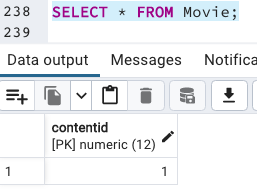 238 SELECT * FROM Movie;
239
Data output Messages Notifica
contentid
[PK] numeric (12)
1 1